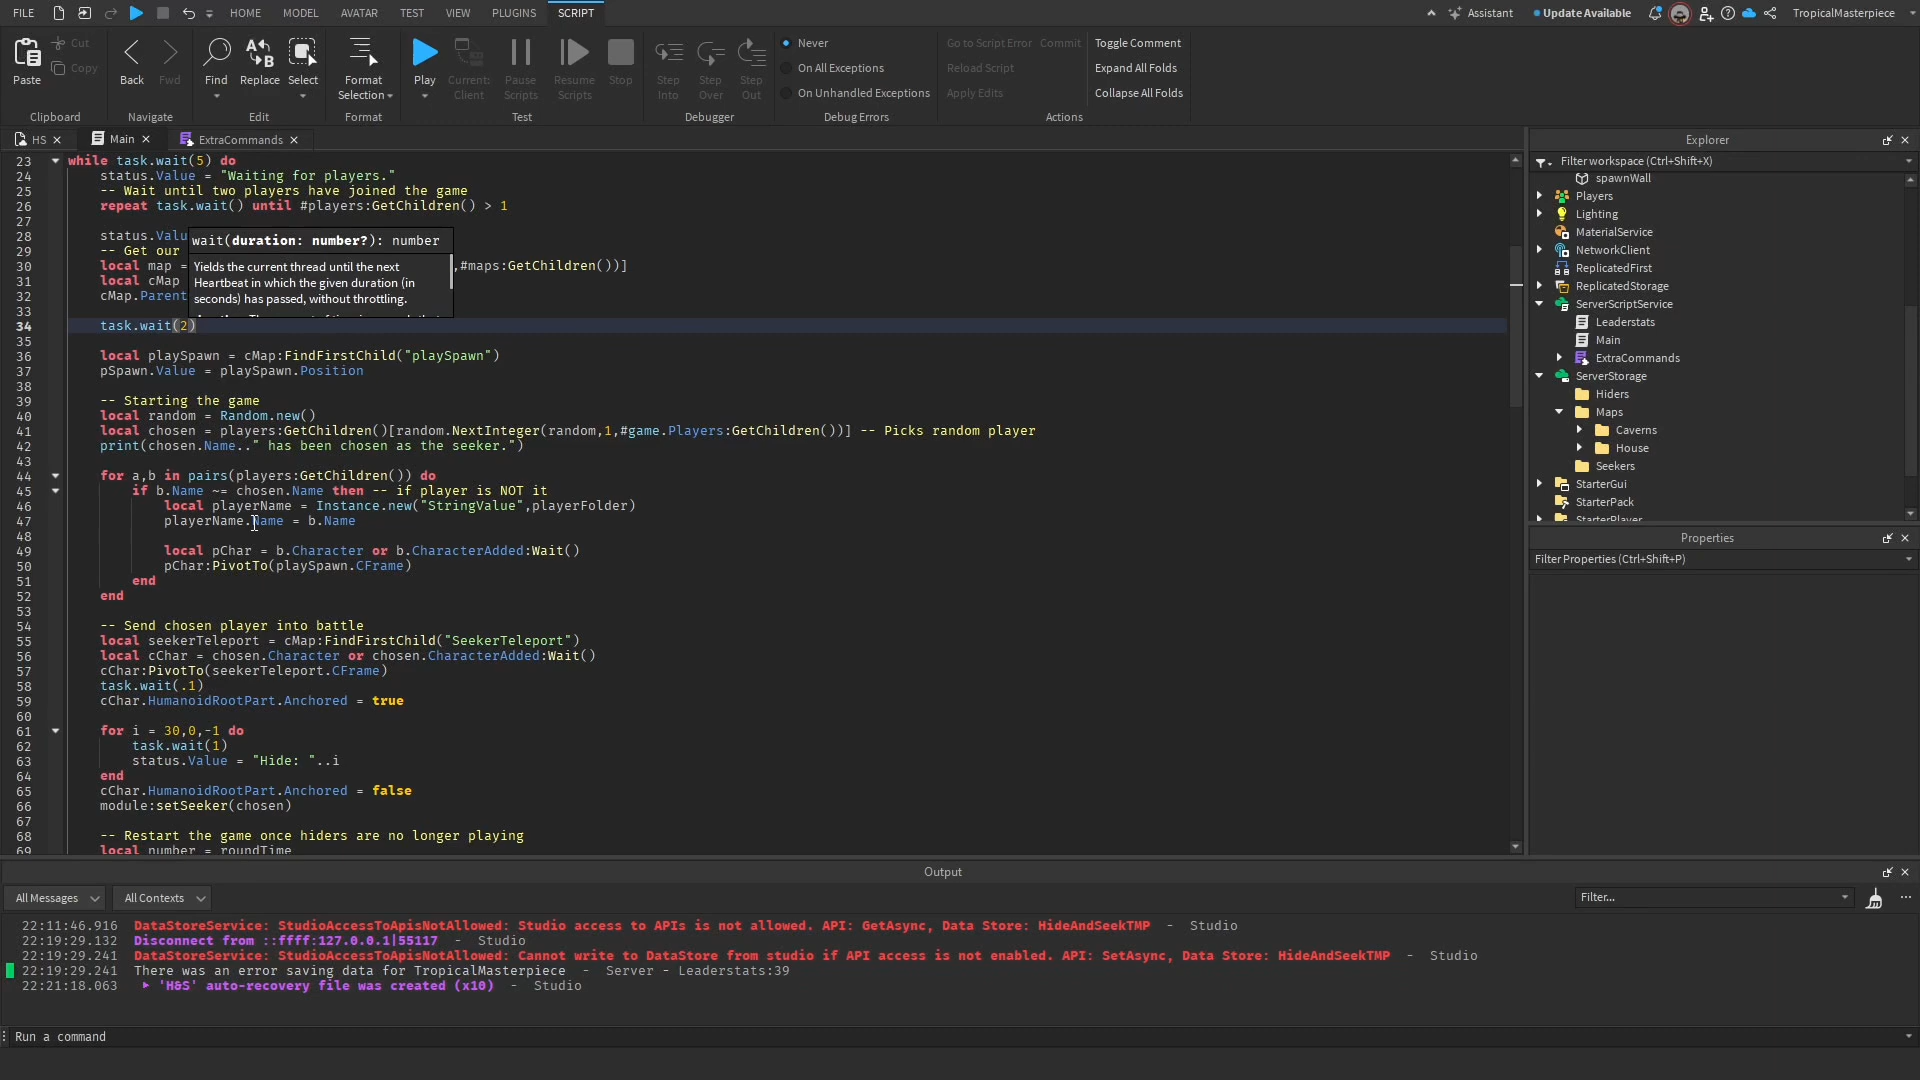 FILE HOME MODEL AVATAR TEST VIEW PLUGINS SCRIPT Assistant Update Available TropicalMasterpiece
Paste Cut Copy Back Fwd Find Replace Select Format Selection Play Current: Client Pause Scripts Resume Scripts Stop Step Into Step Over Step Out
Never
On All Exceptions
On Unhandled Exceptions
Go to Script Error Commit
Reload Script
Apply Edits
Toggle Comment
Expand All Folds
Collapse All Folds
Clipboard Navigate Edit Format Test Debugger Debug Errors Actions
HS Main ExtraCommands
23 while task.wait(5) do
24 status.Value = "Waiting for players."
25 -- Wait until two players have joined the game
26 repeat task.wait() until #players:GetChildren() > 1
27
28 status.Valu
29 -- Get our
30 local map = ,#maps:GetChildren())]
31 local cMap
32 cMap.Parent
33
wait(duration: number?): number
Yields the current thread until the next
Heartbeat in which the given duration (in
seconds) has passed, without throttling.
34 task.wait(2)
35
36 local playSpawn = cMap:FindFirstChild("playSpawn")
37 pSpawn.Value = playSpawn.Position
38
39 -- Starting the game
40 local random = Random.new()
41 local chosen = players:GetChildren()[random.NextInteger(random,1,#game.Players:GetChildren())] -- Picks random player
42 print(chosen.Name.." has been chosen as the seeker.")
43
44 for a,b in pairs(players:GetChildren()) do
45 if b.Name ~= chosen.Name then -- if player is NOT it
46 local playerName = Instance.new("StringValue",playerFolder)
47 playerName.Name = b.Name
48
49 local pChar = b.Character or b.CharacterAdded:Wait()
50 pChar:PivotTo(playSpawn.CFrame)
51 end
52 end
53
54 -- Send chosen player into battle
55 local seekerTeleport = cMap:FindFirstChild("SeekerTeleport")
56 local cChar = chosen.Character or chosen.CharacterAdded:Wait()
57 cChar:PivotTo(seekerTeleport.CFrame)
58 task.wait(.1)
59 cChar.HumanoidRootPart.Anchored = true
60
61 for i = 30,0,-1 do
62 task.wait(1)
63 status.Value = "Hide: "..i
64 end
65 cChar.HumanoidRootPart.Anchored = false
66 module:setSeeker(chosen)
67
68 -- Restart the game once hiders are no longer playing
69 local number = roundTime
Explorer
Filter workspace (Ctrl+Shift+X)
spawnWall
Players
Lighting
MaterialService
NetworkClient
ReplicatedFirst
ReplicatedStorage
ServerScriptService
Leaderstats
Main
ExtraCommands
ServerStorage
Hiders
Maps
Caverns
House
Seekers
StarterGui
StarterPack
StarterPlayer
Properties
Filter Properties (Ctrl+Shift+P)
Output
All Messages All Contexts Filter...
22:11:46.916 DataStoreService: StudioAccessToApisNotAllowed: Studio access to APIs is not allowed. API: GetAsync, Data Store: HideAndSeekTMP - Studio
22:19:29.132 Disconnect from ::ffff:127.0.0.1|55117 - Studio
22:19:29.241 DataStoreService: StudioAccessToApisNotAllowed: Cannot write to DataStore from studio if API access is not enabled. API: SetAsync, Data Store: HideAndSeekTMP - Studio
22:19:29.241 There was an error saving data for TropicalMasterpiece - Server - Leaderstats:39
22:21:18.063 'H&S' auto-recovery file was created (x10) - Studio
Run a command